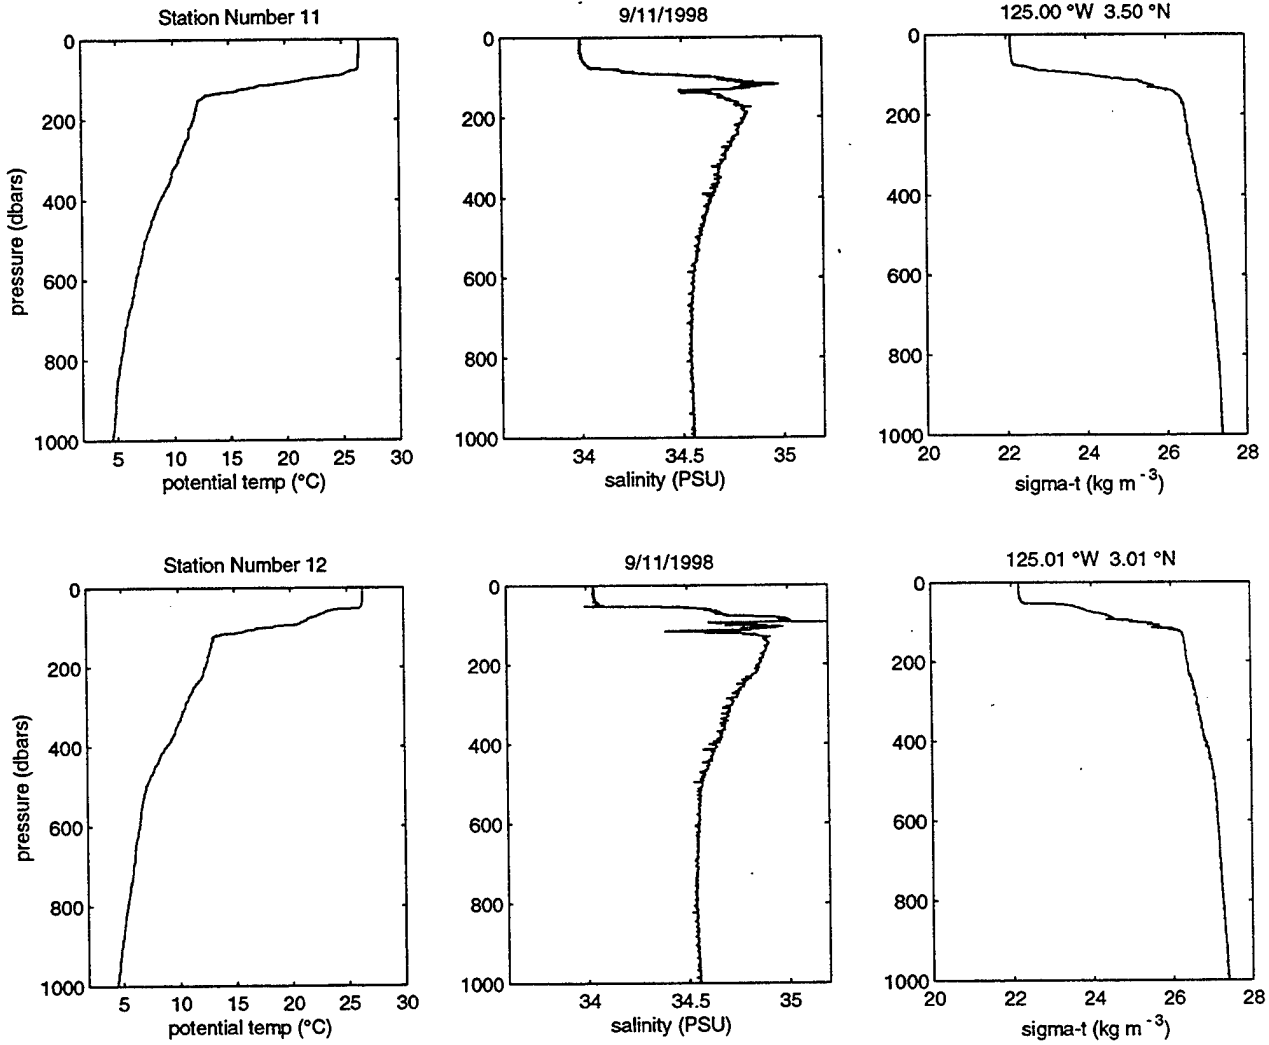 Station Number 11
9/11/1998
125.00 °W 3.50 °N
0
200
400
600
800
1000
pressure (dbars)
5 10 15 20 25 30
potential temp (°C)
0
200
400
600
800
1000
34 34.5 35
salinity (PSU)
0
200
400
600
800
1000
20 22 24 26 28
sigma-t (kg m⁻³)
Station Number 12
9/11/1998
125.01 °W 3.01 °N
0
200
400
600
800
1000
pressure (dbars)
5 10 15 20 25 30
potential temp (°C)
0
200
400
600
800
1000
34 34.5 35
salinity (PSU)
0
200
400
600
800
1000
20 22 24 26 28
sigma-t (kg m⁻³)